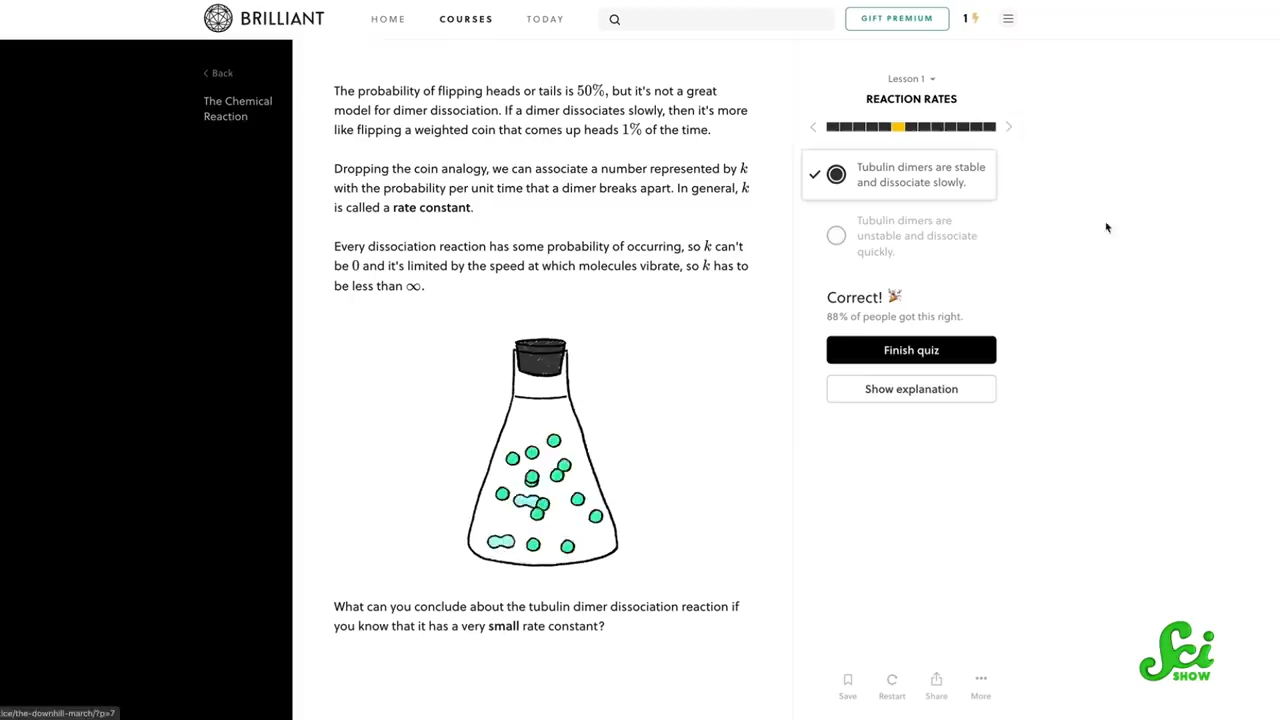 BRILLIANT
HOME
COURSES
TODAY
GIFT PREMIUM
1
Back
The Chemical
Reaction
The probability of flipping heads or tails is 50%, but it's not a great
model for dimer dissociation. If a dimer dissociates slowly, then it's more
like flipping a weighted coin that comes up heads 1% of the time.
Dropping the coin analogy, we can associate a number represented by k
with the probability per unit time that a dimer breaks apart. In general, k
is called a rate constant.
Every dissociation reaction has some probability of occurring, so k can't
be 0 and it's limited by the speed at which molecules vibrate, so k has to
be less than ∞.
What can you conclude about the tubulin dimer dissociation reaction if
you know that it has a very small rate constant?
Lesson 1
REACTION RATES
Tubulin dimers are stable
and dissociate slowly.
Tubulin dimers are
unstable and dissociate
quickly.
Correct! 🎉
88% of people got this right.
Finish quiz
Show explanation
Save
Restart
Share
More
Sci
SHOW
ice/the-downhill-march/?p=7